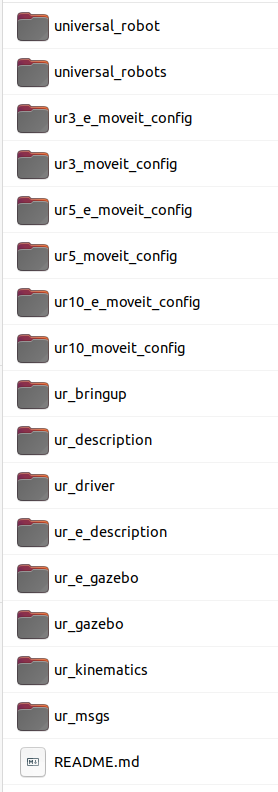 universal_robot
universal_robots
ur3_e_moveit_config
ur3_moveit_config
ur5_e_moveit_config
ur5_moveit_config
ur10_e_moveit_config
ur10_moveit_config
ur_bringup
ur_description
ur_driver
ur_e_description
ur_e_gazebo
ur_gazebo
ur_kinematics
ur_msgs
README.md